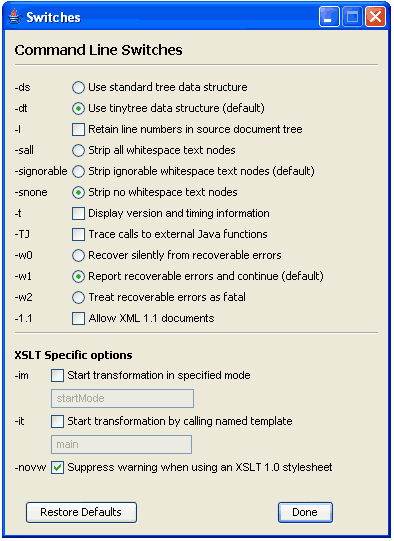 Switches
Command Line Switches
-ds Use standard tree data structure
-dt Use tinytree data structure (default)
-l Retain line numbers in source document tree
-sall Strip all whitespace text nodes
-signorable Strip ignorable whitespace text nodes (default)
-snone Strip no whitespace text nodes
-t Display version and timing information
-TJ Trace calls to external Java functions
-w0 Recover silently from recoverable errors
-w1 Report recoverable errors and continue (default)
-w2 Treat recoverable errors as fatal
-1.1 Allow XML 1.1 documents
XSLT Specific options
-im Start transformation in specified mode
startMode
-it Start transformation by calling named template
main
-novw Suppress warning when using an XSLT 1.0 stylesheet
Restore Defaults Done